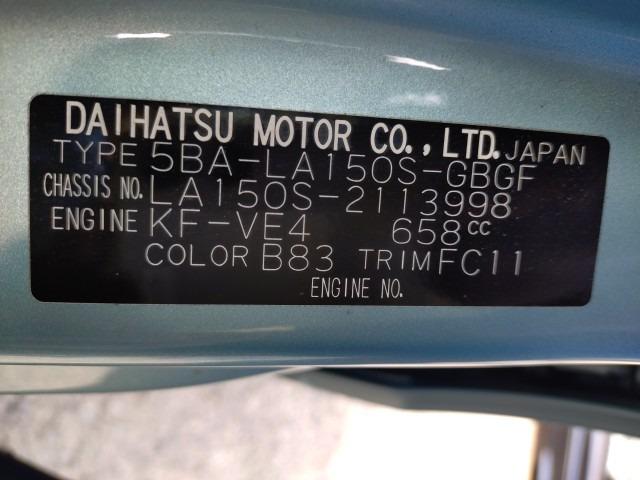 DAIHATSU MOTOR CO., LTD. JAPAN
TYPE 5BA-LA150S-GBGF
CHASSIS NO. LA150S-2113998
ENGINE KF-VE4 658cc
COLOR B83 TRIM FC11
ENGINE NO.